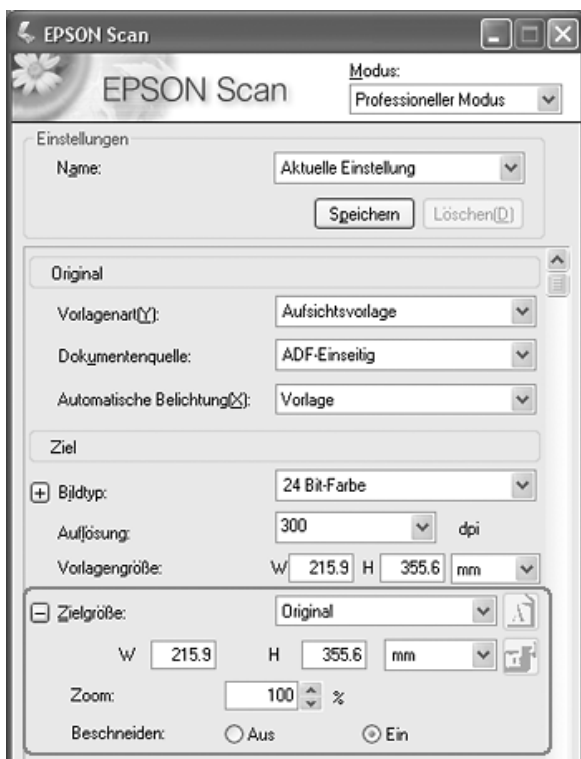 EPSON Scan
EPSON Scan
Modus:
Professioneller Modus
Einstellungen
Name: Aktuelle Einstellung
Speichern Löschen(D)
Original
Vorlagenart(Y): Aufsichtsvorlage
Dokumentenquelle: ADF-Einseitig
Automatische Belichtung(X): Vorlage
Ziel
Bildtyp: 24 Bit-Farbe
Auflösung: 300 dpi
Vorlagengröße: W 215.9 H 355.6 mm
Zielgröße: Original
W 215.9 H 355.6 mm
Zoom: 100 %
Beschneiden: Aus Ein